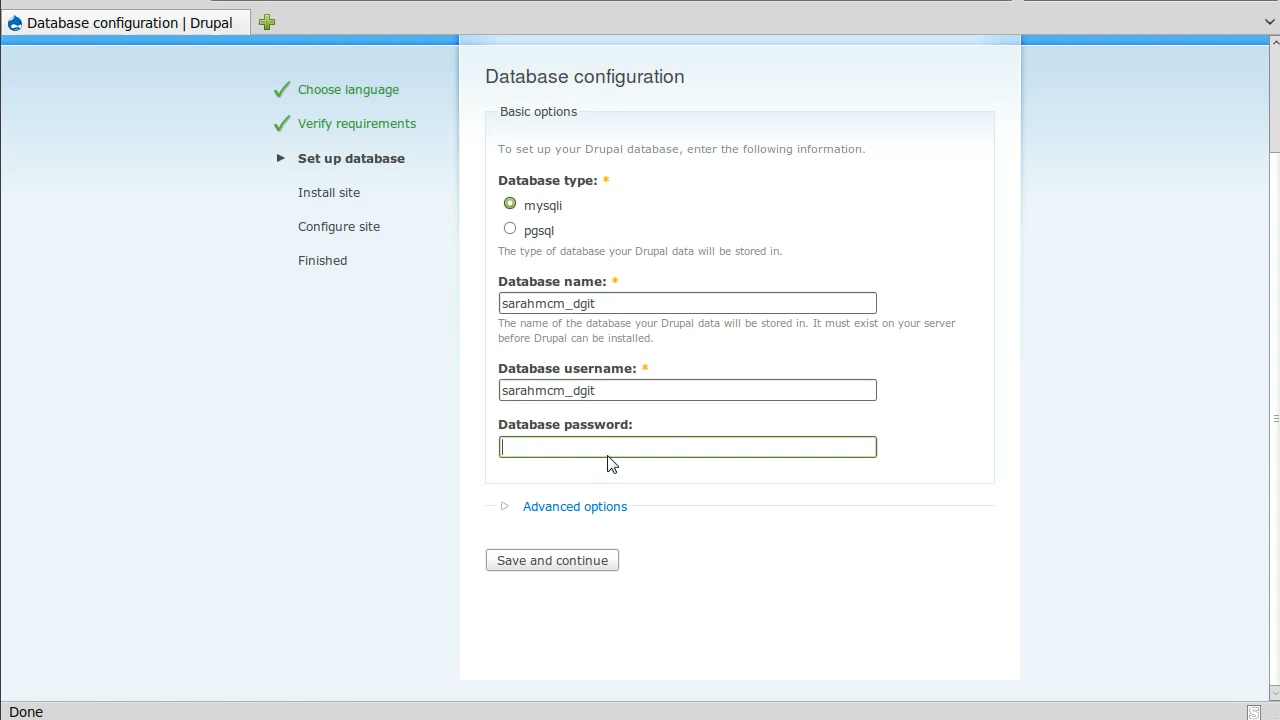 Database configuration | Drupal
Choose language
Verify requirements
Set up database
Install site
Configure site
Finished
Database configuration
Basic options
To set up your Drupal database, enter the following information.
Database type: *
mysqli
pgsql
The type of database your Drupal data will be stored in.
Database name: *
sarahmcm_dgit
The name of the database your Drupal data will be stored in. It must exist on your server
before Drupal can be installed.
Database username: *
sarahmcm_dgit
Database password:
Advanced options
Save and continue
Done
S